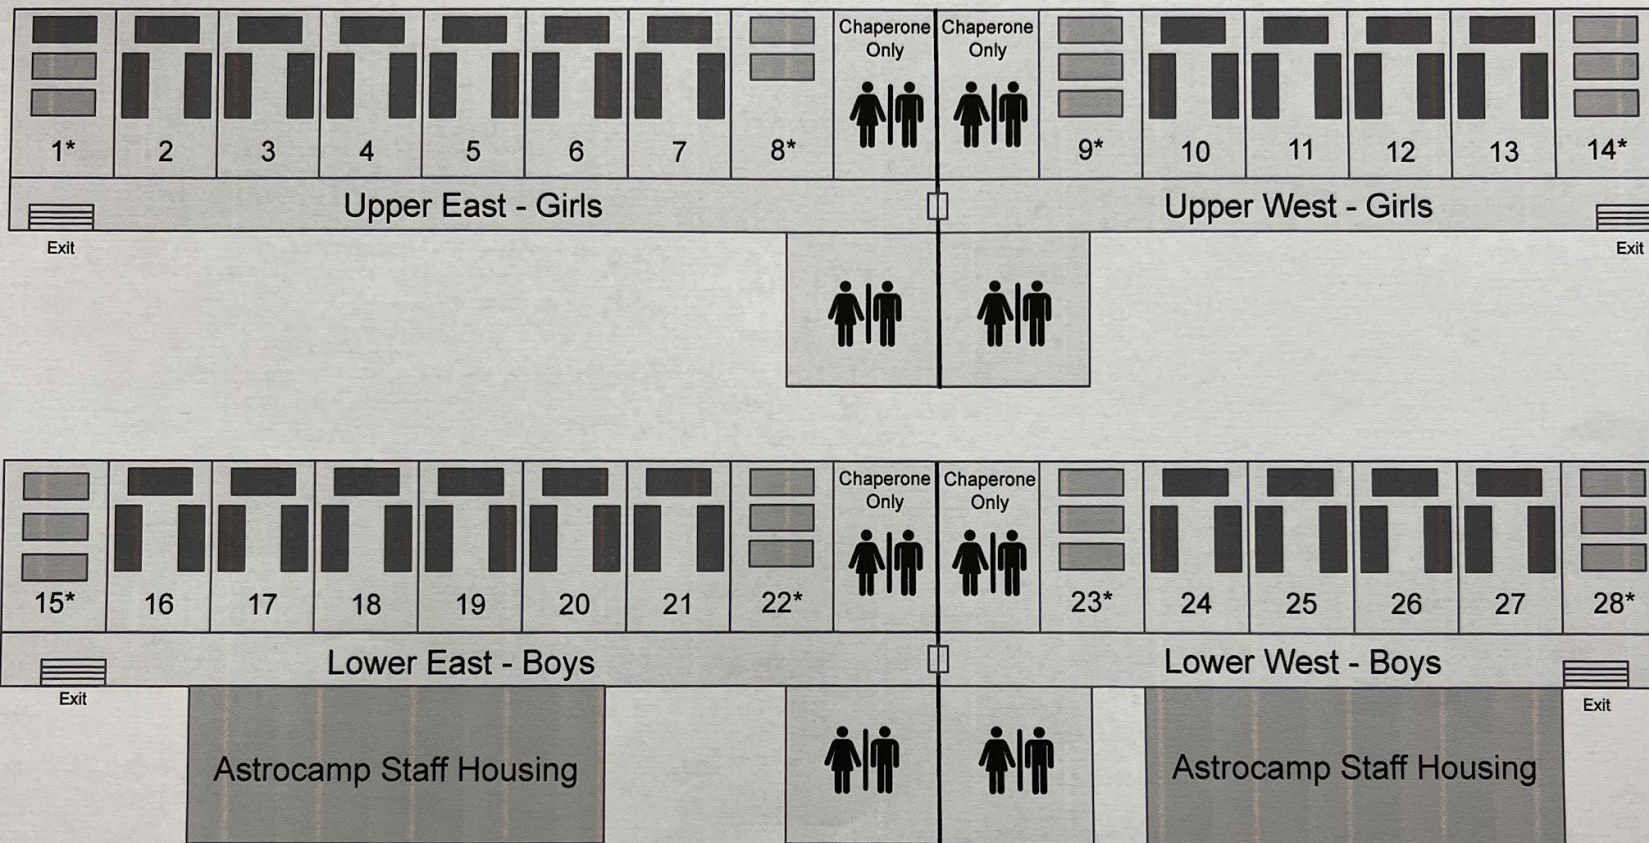 Chaperone
Only
Chaperone
Only
1*
2
3
4
5
6
7
8*
9*
10
11
12
13
14*
Upper East - Girls
Upper West - Girls
Exit
Exit
Chaperone
Only
Chaperone
Only
15*
16
17
18
19
20
21
22*
23*
24
25
26
27
28*
Lower East - Boys
Lower West - Boys
Exit
Exit
Astrocamp Staff Housing
Astrocamp Staff Housing